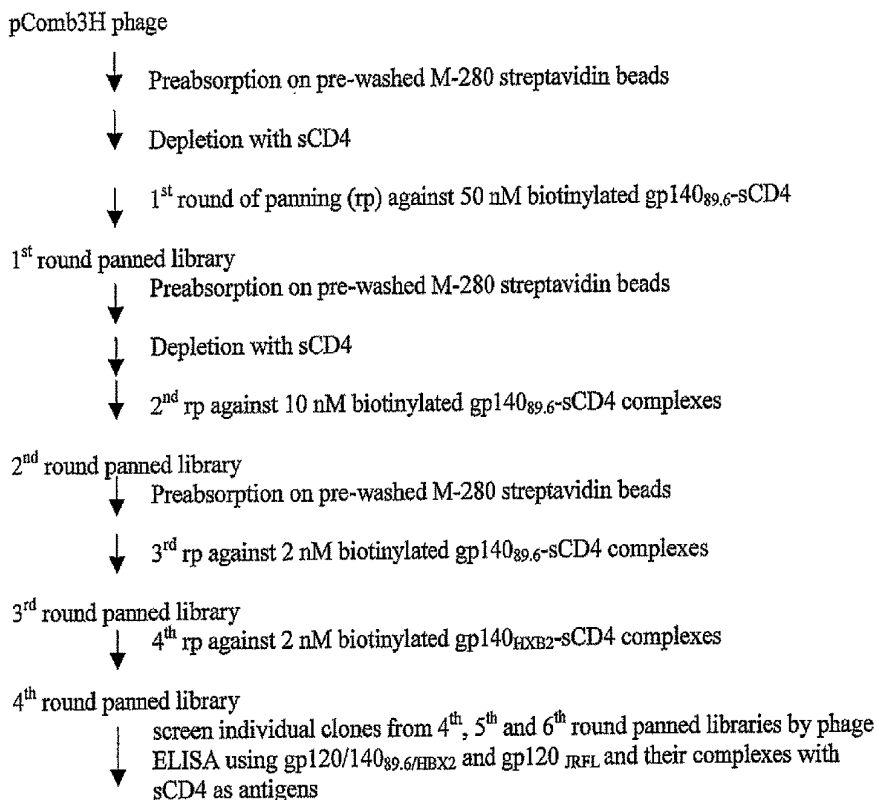 pComb3H phage
Preabsorption on pre-washed M-280 streptavidin beads
Depletion with sCD4
1st round of panning (rp) against 50 nM biotinylated gp14089.6-sCD4
1st round panned library
Preabsorption on pre-washed M-280 streptavidin beads
Depletion with sCD4
2nd rp against 10 nM biotinylated gp14089.6-sCD4 complexes
2nd round panned library
Preabsorption on pre-washed M-280 streptavidin beads
3rd rp against 2 nM biotinylated gp14089.6-sCD4 complexes
3rd round panned library
4th rp against 2 nM biotinylated gp140HXB2-sCD4 complexes
4th round panned library
screen individual clones from 4th, 5th and 6th round panned libraries by phage
ELISA using gp120/14089.6/HBX2 and gp120 JRFL and their complexes with
sCD4 as antigens